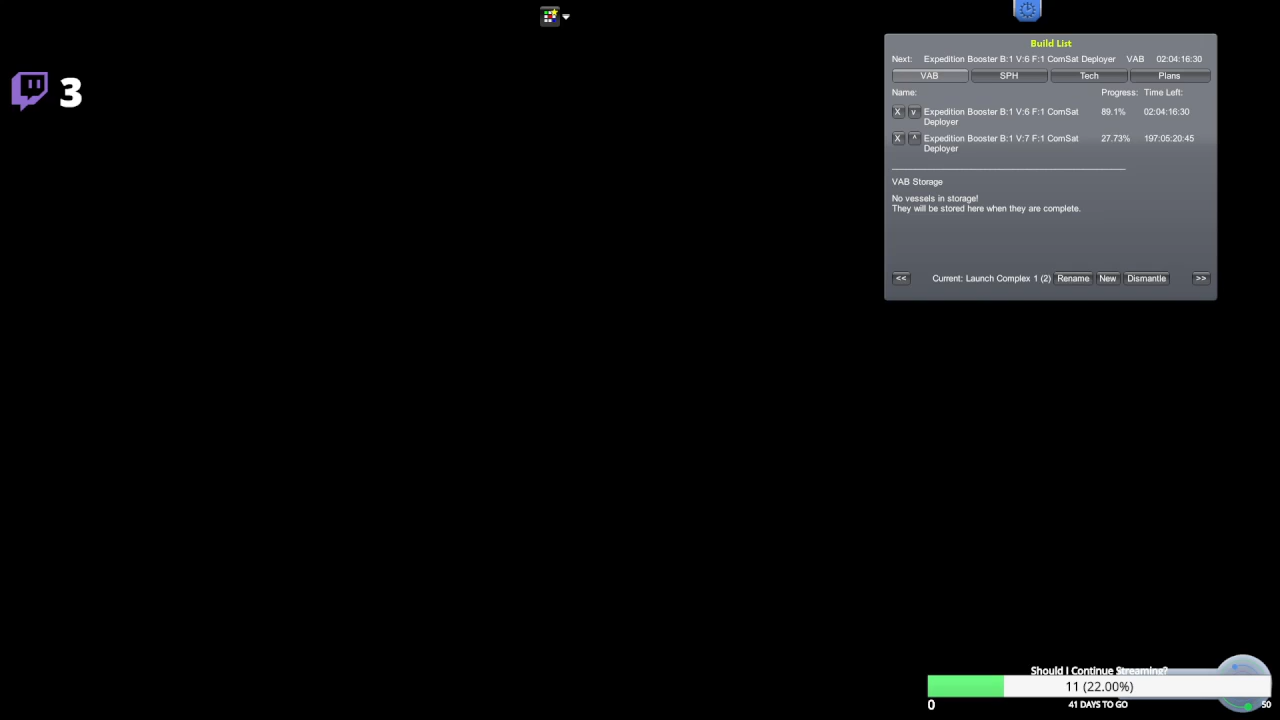 3
Build List
Next: Expedition Booster B:1 V:6 F:1 ComSat Deployer VAB 02:04:16:30
VAB SPH Tech Plans
Name: Progress: Time Left:
X v Expedition Booster B:1 V:6 F:1 ComSat 89.1% 02:04:16:30
Deployer
X ^ Expedition Booster B:1 V:7 F:1 ComSat 27.73% 197:05:20:45
Deployer
VAB Storage
No vessels in storage!
They will be stored here when they are complete.
<< Current: Launch Complex 1 (2) Rename New Dismantle >>
Should I Continue Streaming?
11 (22.00%)
0 41 DAYS TO GO 50